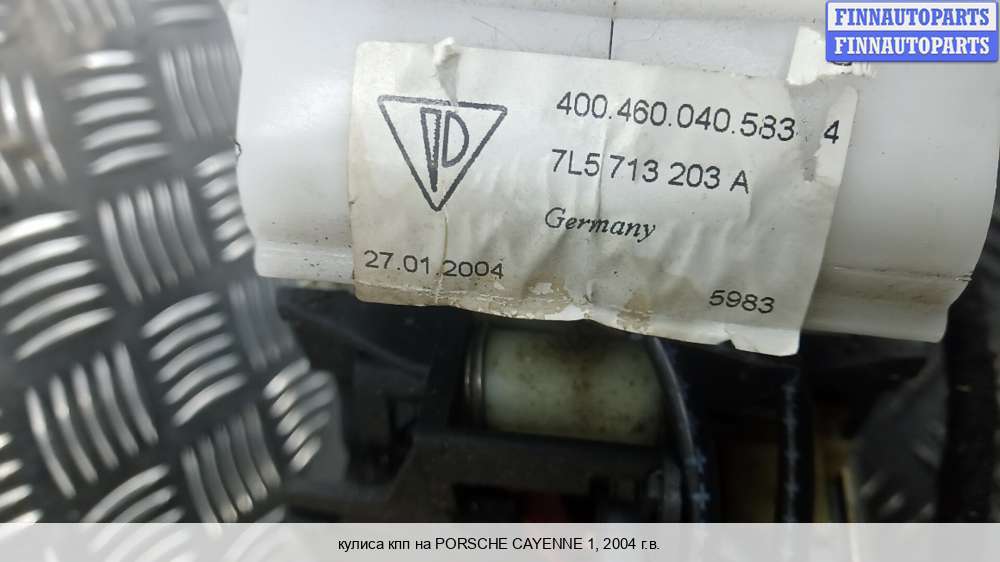 FINNAUTOPARTS
FINNAUTOPARTS
400.460.040.583 4
7L5 713 203 A
Germany
27.01.2004
5983
кулиса кпп на PORSCHE CAYENNE 1, 2004 г.в.